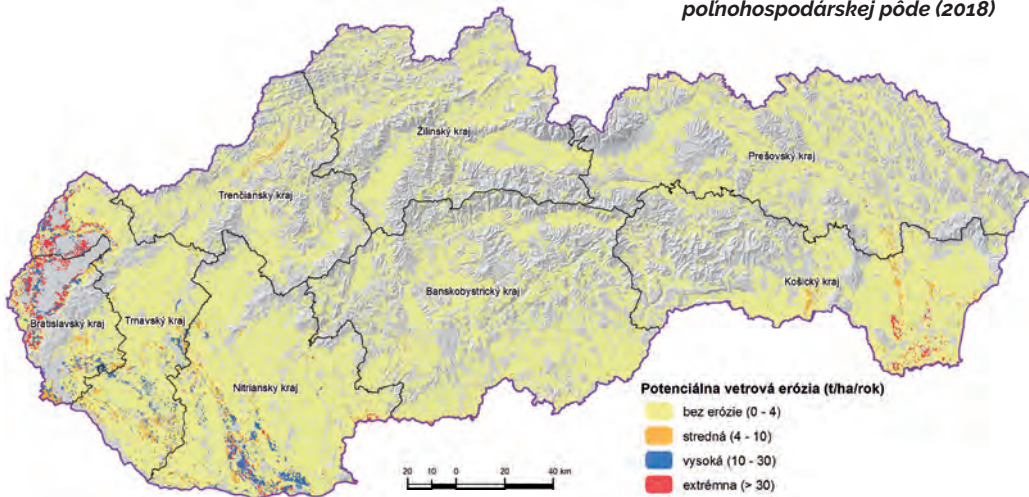 poľnohospodárskej pôde (2018)
Žilinský kraj
Prešovský kraj
Trenčiansky kraj
Košický kraj
Banskobystrický kraj
Bratislavský kraj
Trnavský kraj
Nitriansky kraj
Potenciálna vetrová erózia (t/ha/rok)
bez erózie (0 - 4)
stredná (4 - 10)
vysoká (10 - 30)
extrémna (> 30)
20 10 0 20 40 km